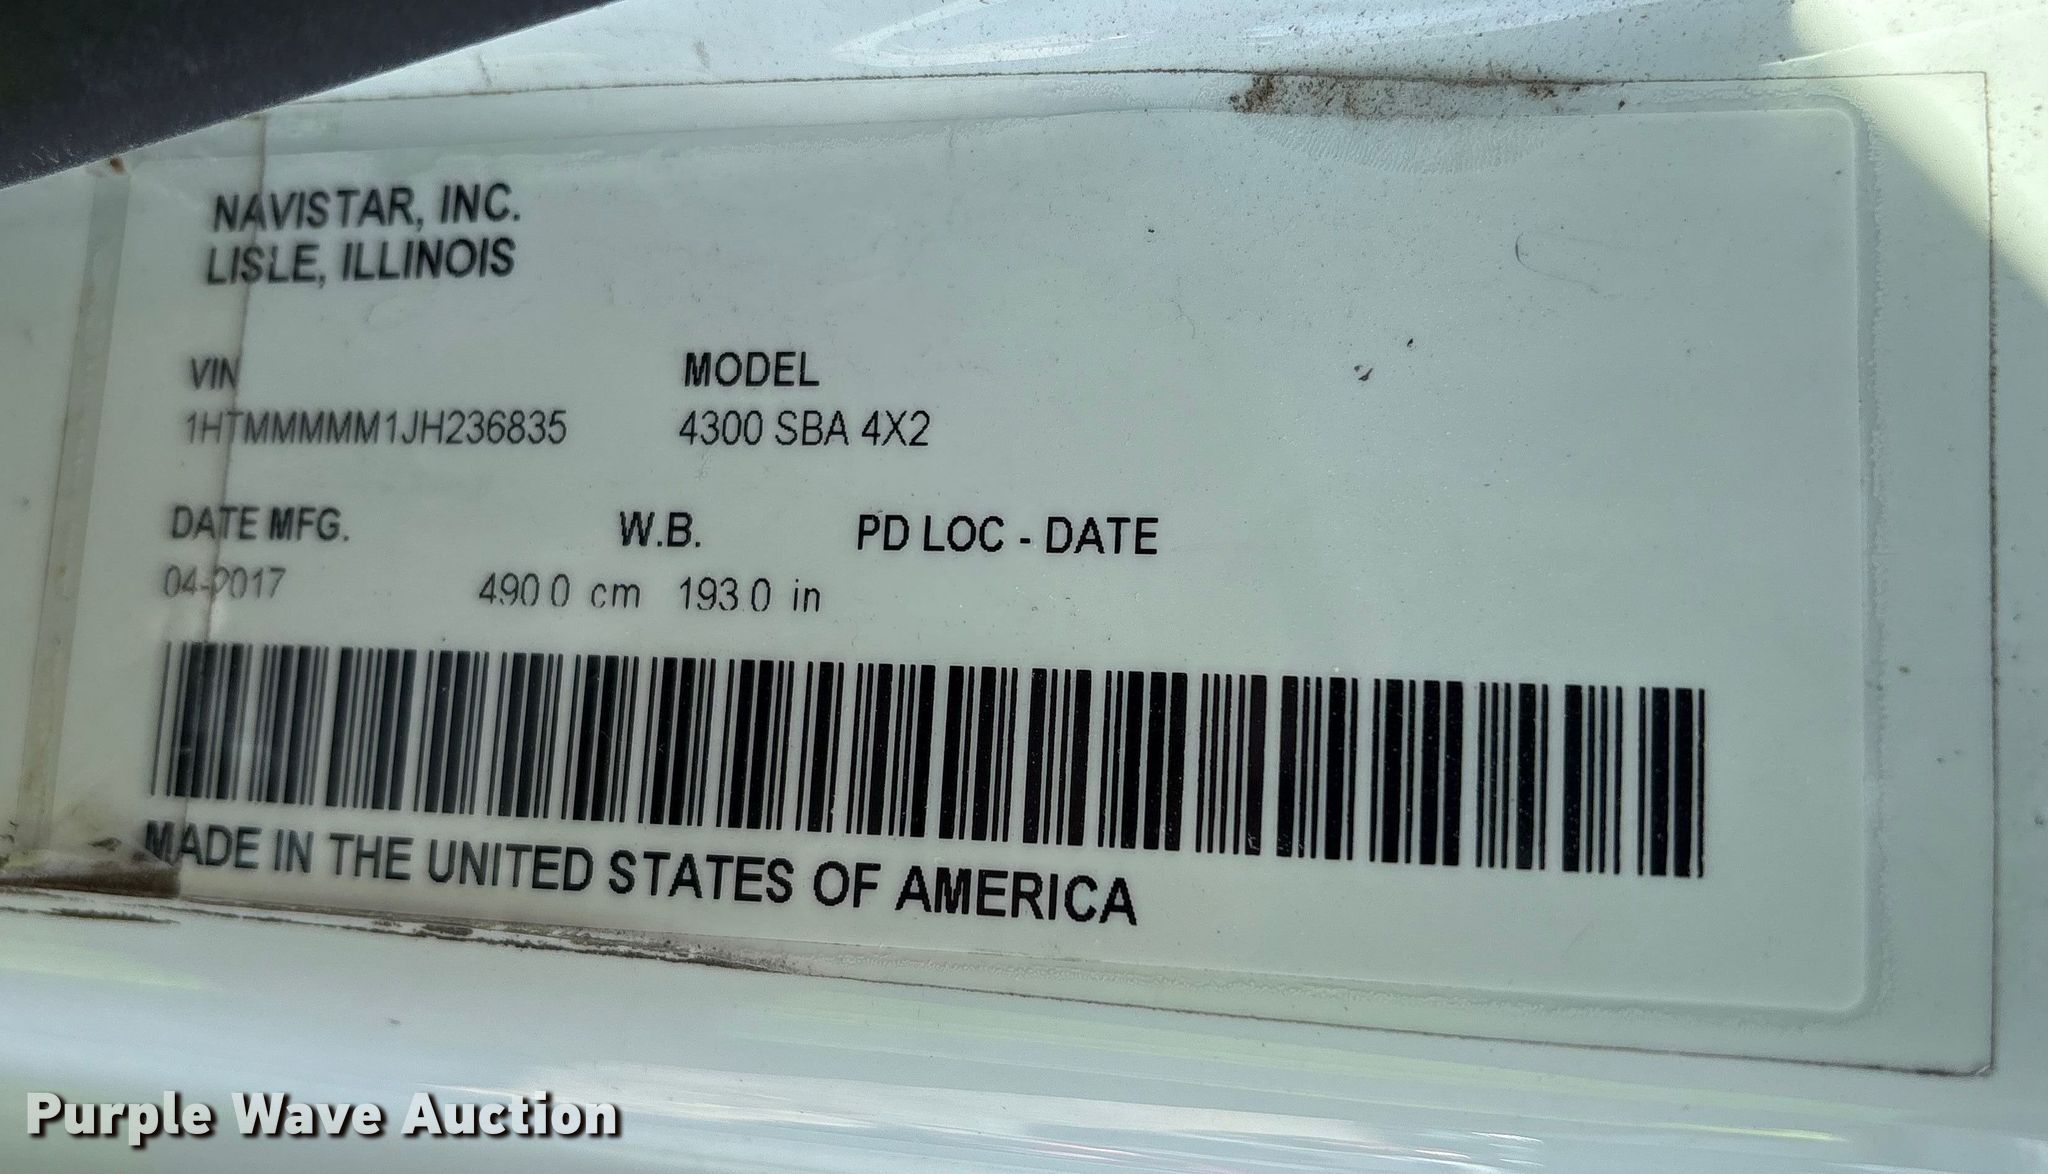 NAVISTAR, INC.
LISLE, ILLINOIS
VIN MODEL
1HTMMMMM1JH236835 4300 SBA 4X2
DATE MFG. W.B. PD LOC - DATE
04-2017 490 0 cm 193 0 in
MADE IN THE UNITED STATES OF AMERICA
Purple Wave Auction